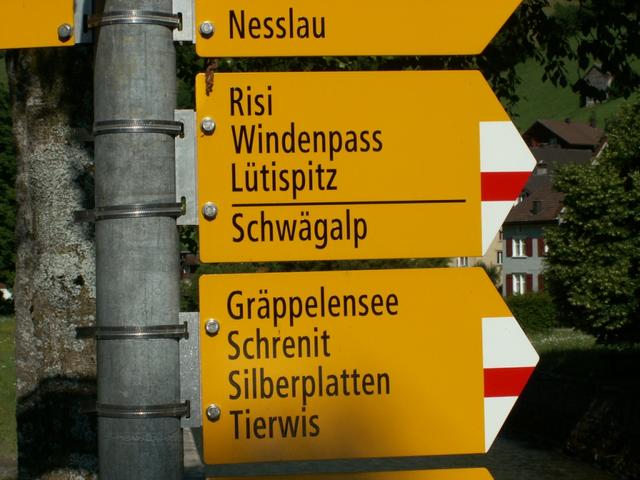 Nesslau
Risi
Windenpass
Lütispitz
Schwägalp
Gräppelensee
Schrenit
Silberplatten
Tierwis